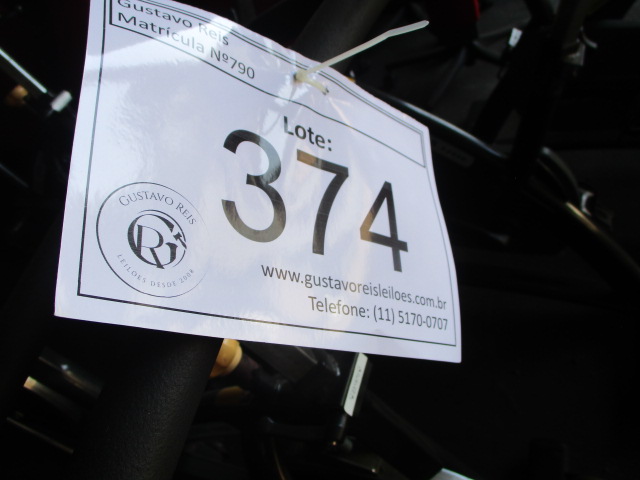 Gustavo Reis
Matrícula Nº790
Lote:
374
GUSTAVO REIS
GR
LEILÕES DESDE 2008
www.gustavoreisleiloes.com.br
Telefone: (11) 5170-0707